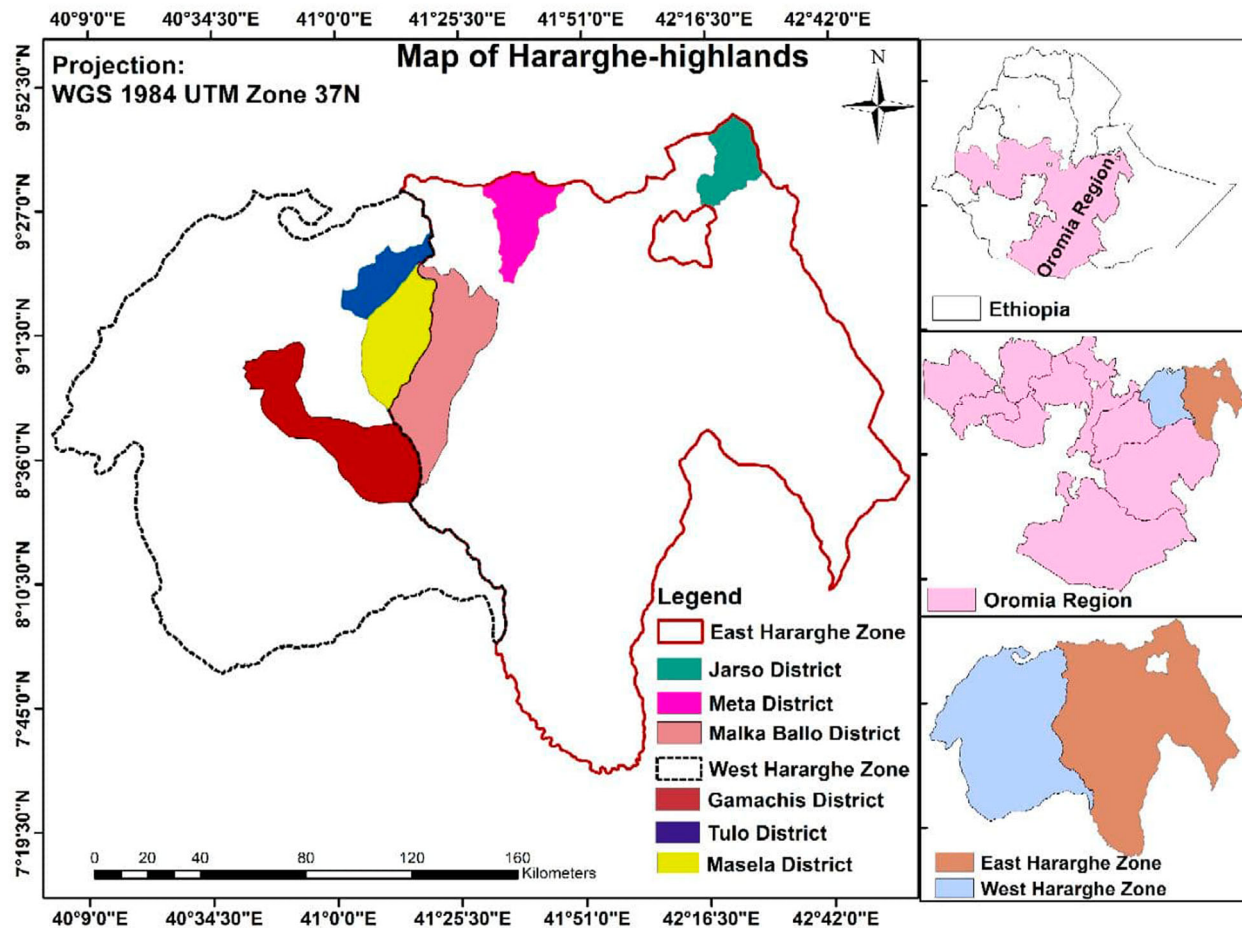 40°9'0"E 40°34'30"E 41°0'0"E 41°25'30"E 41°51'0"E 42°16'30"E 42°42'0"E
Map of Hararghe-highlands
Projection:
WGS 1984 UTM Zone 37N
N
9°52'30"N
9°27'0"N
9°1'30"N
8°36'0"N
8°10'30"N
7°45'0"N
7°19'30"N
Legend
East Hararghe Zone
Jarso District
Meta District
Malka Ballo District
West Hararghe Zone
Gamachis District
Tulo District
Masela District
0 20 40 80 120 160
Kilometers
40°9'0"E 40°34'30"E 41°0'0"E 41°25'30"E 41°51'0"E 42°16'30"E 42°42'0"E
Oromia Region
Ethiopia
Oromia Region
East Hararghe Zone
West Hararghe Zone